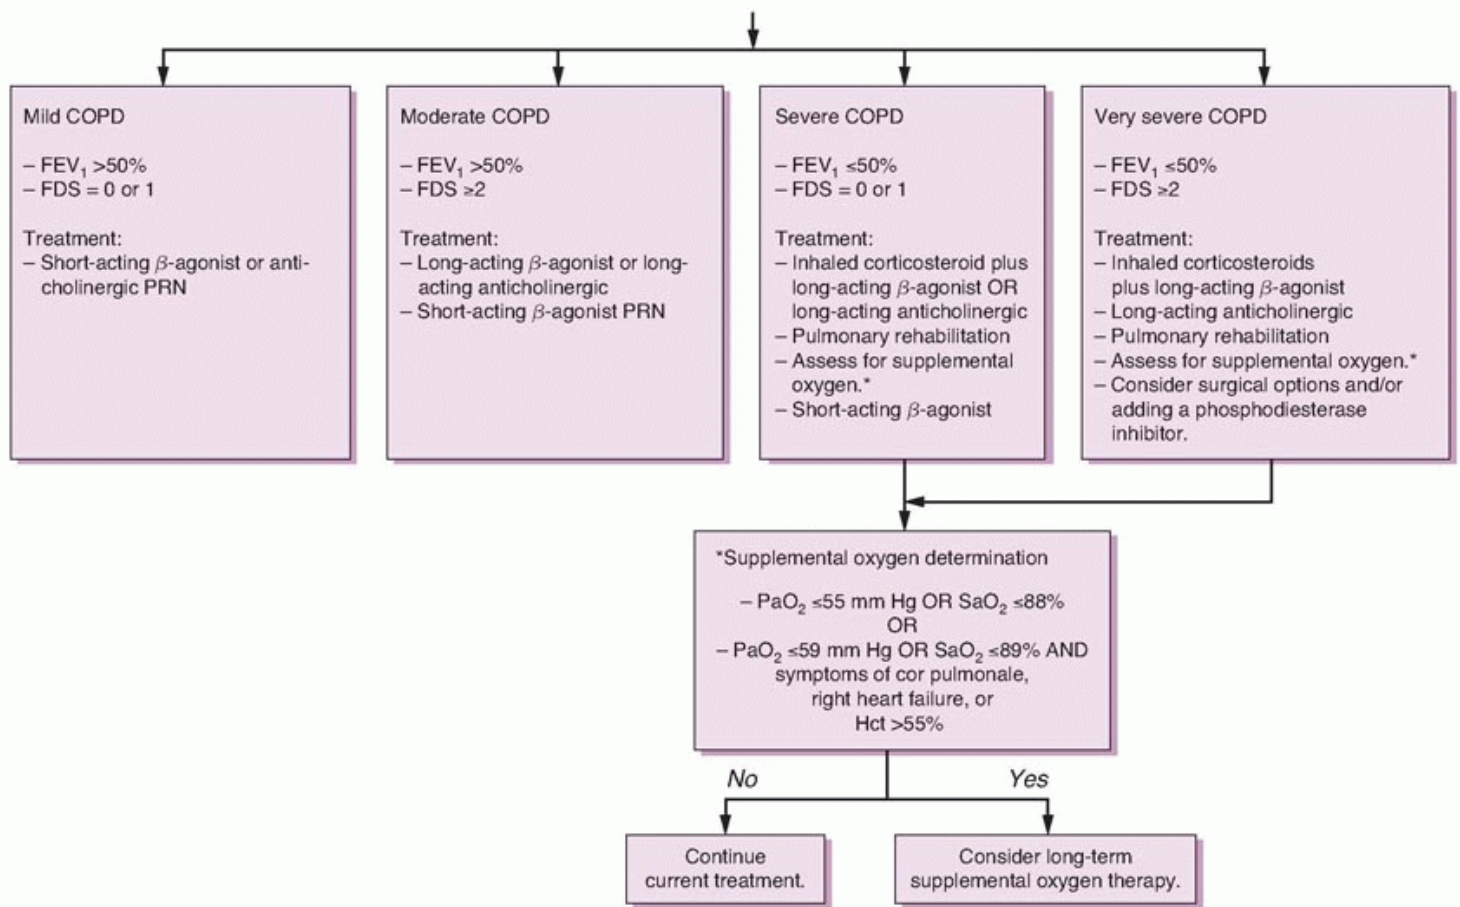 Mild COPD
– FEV₁ >50%
– FDS = 0 or 1
Treatment:
– Short-acting β-agonist or anti-
cholinergic PRN
Moderate COPD
– FEV₁ >50%
– FDS ≥2
Treatment:
– Long-acting β-agonist or long-
acting anticholinergic
– Short-acting β-agonist PRN
Severe COPD
– FEV₁ ≤50%
– FDS = 0 or 1
Treatment:
– Inhaled corticosteroid plus
long-acting β-agonist OR
long-acting anticholinergic
– Pulmonary rehabilitation
– Assess for supplemental
oxygen.*
– Short-acting β-agonist
Very severe COPD
– FEV₁ ≤50%
– FDS ≥2
Treatment:
– Inhaled corticosteroids
plus long-acting β-agonist
– Long-acting anticholinergic
– Pulmonary rehabilitation
– Assess for supplemental oxygen.*
– Consider surgical options and/or
adding a phosphodiesterase
inhibitor.
*Supplemental oxygen determination
– PaO₂ ≤55 mm Hg OR SaO₂ ≤88%
OR
– PaO₂ ≤59 mm Hg OR SaO₂ ≤89% AND
symptoms of cor pulmonale,
right heart failure, or
Hct >55%
No
Yes
Continue
current treatment.
Consider long-term
supplemental oxygen therapy.